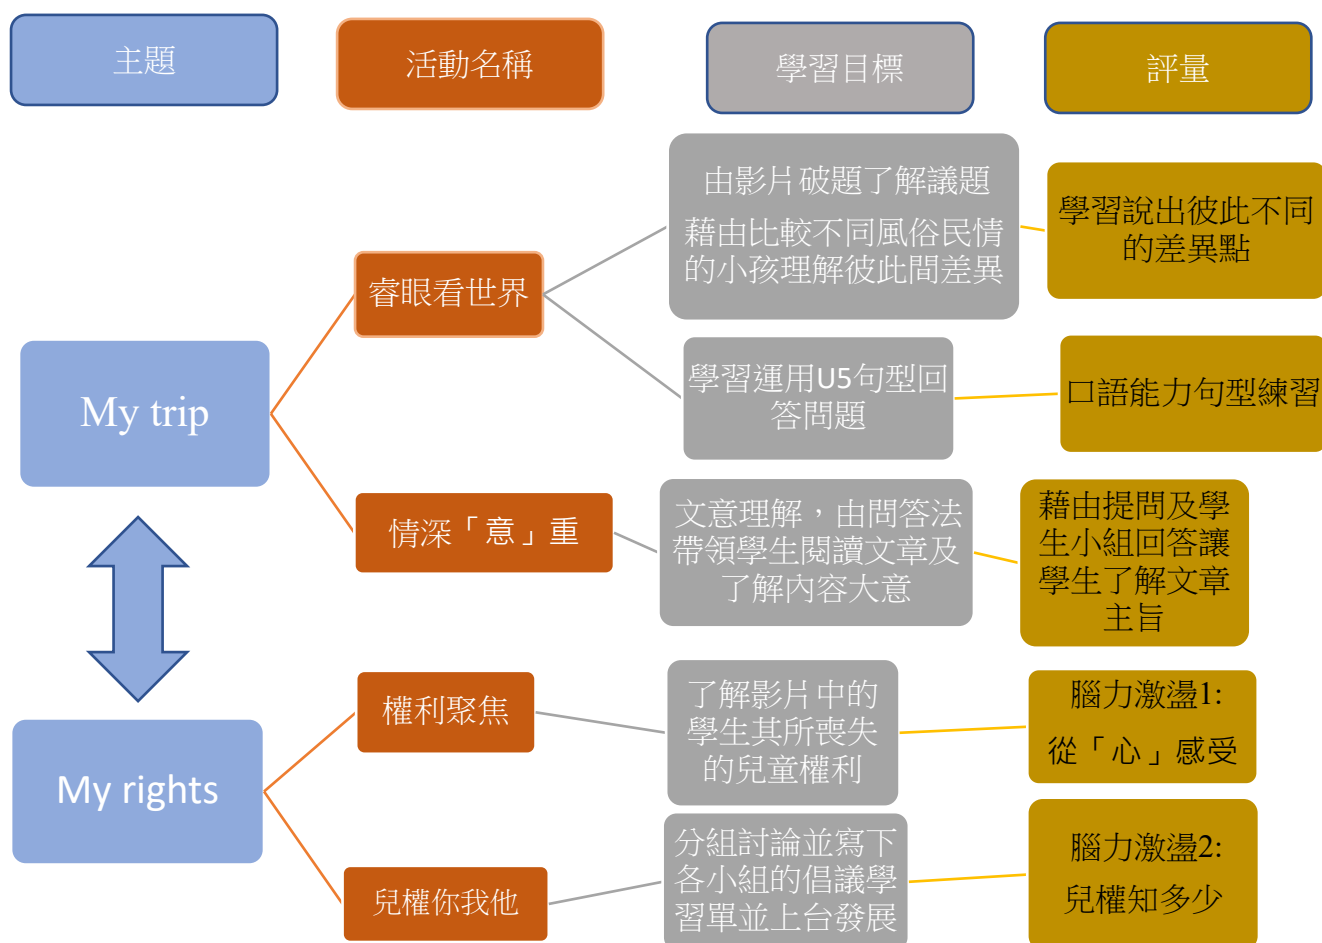 主題
活動名稱
學習目標
評量
My trip
睿眼看世界
由影片破題了解議題
藉由比較不同風俗民情
的小孩理解彼此間差異
學習說出彼此不同
的差異點
學習運用U5句型回
答問題
口語能力句型練習
情深「意」重
文意理解，由問答法
帶領學生閱讀文章及
了解內容大意
藉由提問及學
生小組回答讓
學生了解文章
主旨
My rights
權利聚焦
了解影片中的
學生其所喪失
的兒童權利
腦力激盪1:
從「心」感受
兒權你我他
分組討論並寫下
各小組的倡議學
習單並上台發展
腦力激盪2:
兒權知多少